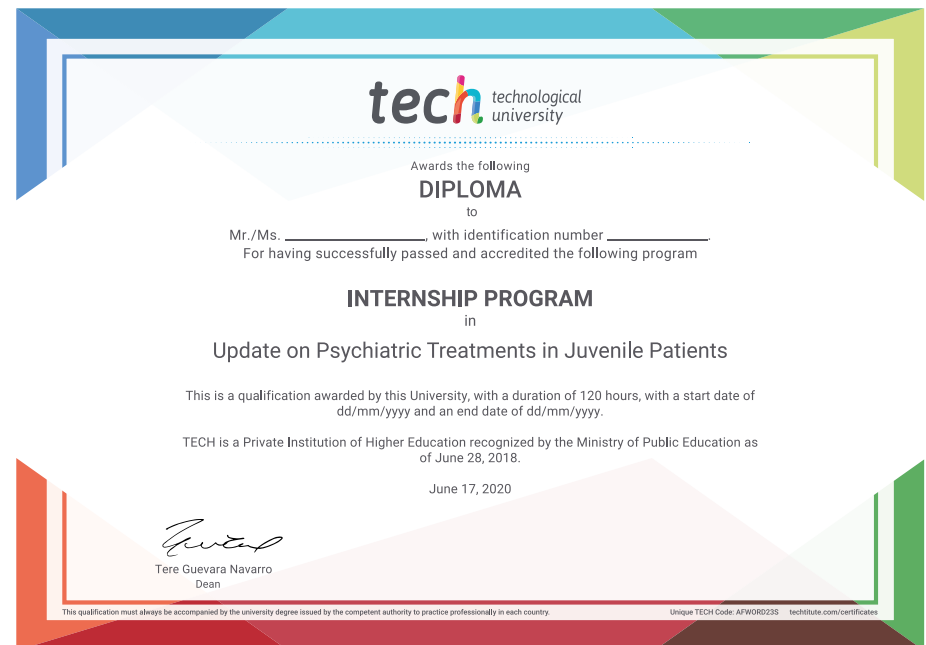 tech technological
university
Awards the following
DIPLOMA
to
Mr./Ms. ____________, with identification number ____________.
For having successfully passed and accredited the following program
INTERNSHIP PROGRAM
in
Update on Psychiatric Treatments in Juvenile Patients
This is a qualification awarded by this University, with a duration of 120 hours, with a start date of
dd/mm/yyyy and an end date of dd/mm/yyyy.
TECH is a Private Institution of Higher Education recognized by the Ministry of Public Education as
of June 28, 2018.
June 17, 2020
Tere Guevara Navarro
Dean
This qualification must always be accompanied by the university degree issued by the competent authority to practice professionally in each country.
Unique TECH Code: AFWORD23S techtitute.com/certificates